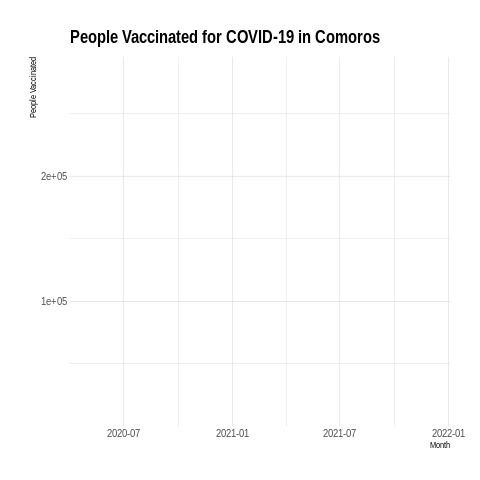 People Vaccinated for COVID-19 in Comoros
People Vaccinated
2e+05
1e+05
2020-07 2021-01 2021-07 2022-01
Month